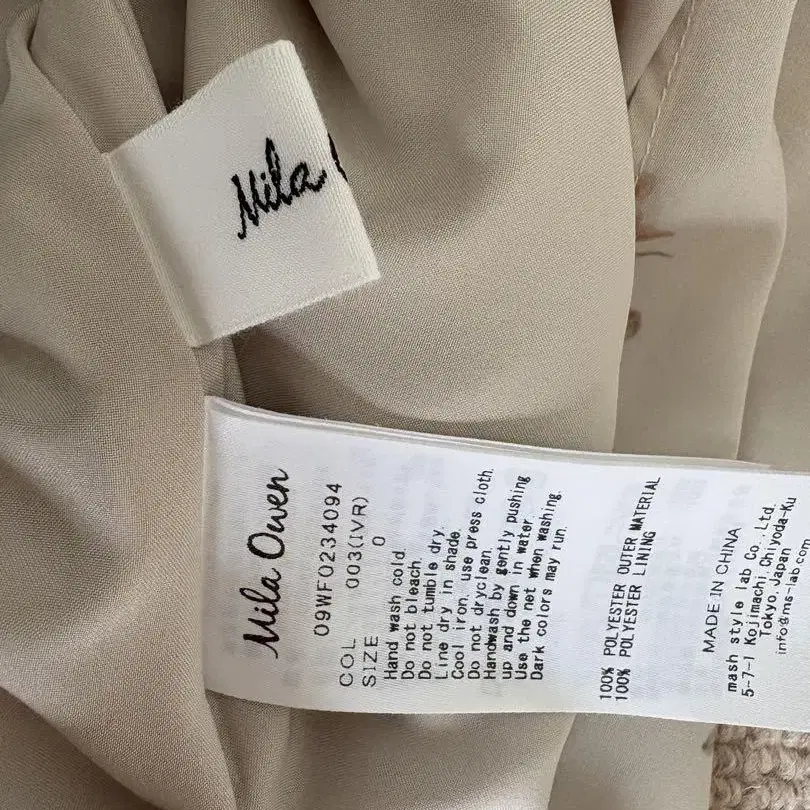 Mila
Mila Owen
09WF0234094
COL 003(IVR)
SIZE 0
Hand wash cold.
Do not bleach.
Do not tumble dry.
Line dry in shade.
Cool iron, use press cloth.
Do not dryclean.
Handwash by gently pushing
up and down in water.
Use the net when washing.
Dark colors may run.
100% POLYESTER OUTER MATERIAL
100% POLYESTER LINING
MADE IN CHINA
mash style lab Co.,Ltd.
5-7-1 Kojimachi,Chiyoda-Ku
Tokyo,Japan
info@ms-lab.com